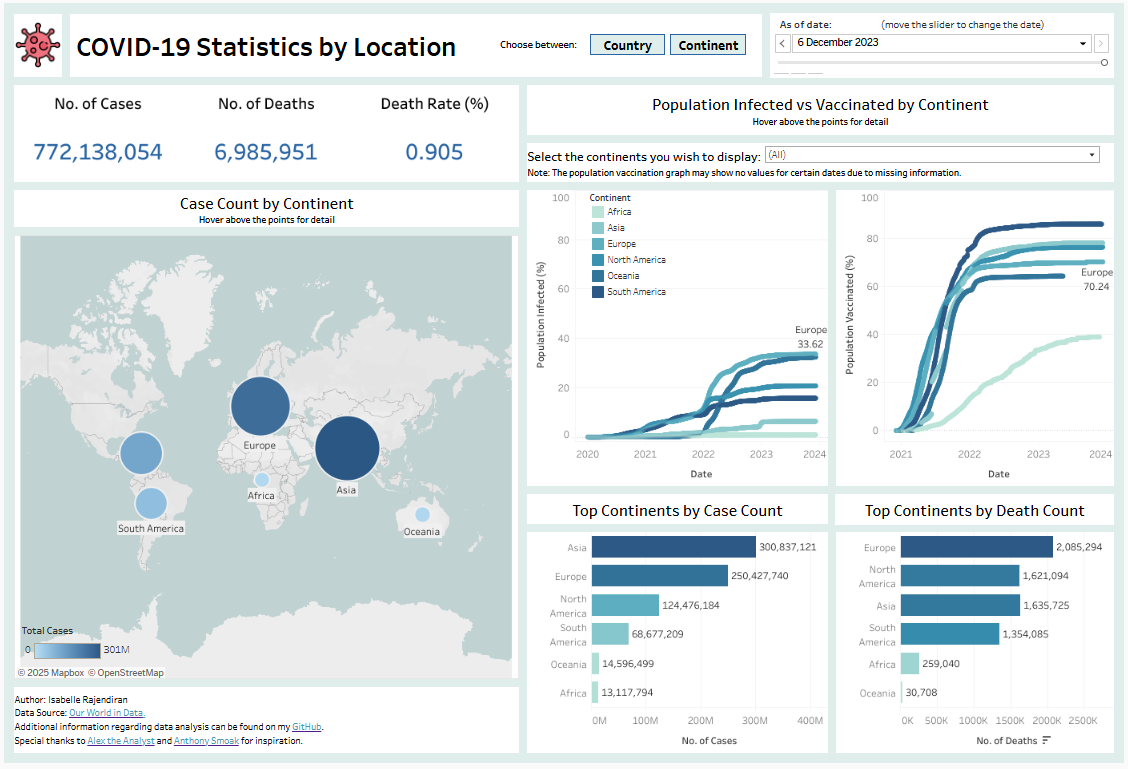 COVID-19 Statistics by Location
Choose between:
Country
Continent
As of date:
(move the slider to change the date)
6 December 2023
No. of Cases
No. of Deaths
Death Rate (%)
772,138,054
6,985,951
0.905
Population Infected vs Vaccinated by Continent
Hover above the points for detail
Select the continents you wish to display:
(All)
Note: The population vaccination graph may show no values for certain dates due to missing information.
Case Count by Continent
Hover above the points for detail
Europe
Asia
Africa
South America
Oceania
Total Cases
0
301M
© 2025 Mapbox © OpenStreetMap
Continent
Africa
Asia
Europe
North America
Oceania
South America
Population Infected (%)
100
80
60
40
20
0
Europe
33.62
2020
2021
2022
2023
2024
Date
Population Vaccinated (%)
100
80
60
40
20
0
Europe
70.24
2021
2022
2023
2024
Date
Top Continents by Case Count
Asia
300,837,121
Europe
250,427,740
North
America
124,476,184
South
America
68,677,209
Oceania
14,596,499
Africa
13,117,794
0M
100M
200M
300M
400M
No. of Cases
Top Continents by Death Count
Europe
2,085,294
North
America
1,621,094
Asia
1,635,725
South
America
1,354,085
Africa
259,040
Oceania
30,708
0K
500K
1000K
1500K
2000K
2500K
No. of Deaths
Author: Isabelle Rajendiran
Data Source: Our World in Data.
Additional information regarding data analysis can be found on my GitHub.
Special thanks to Alex the Analyst and Anthony Smoak for inspiration.